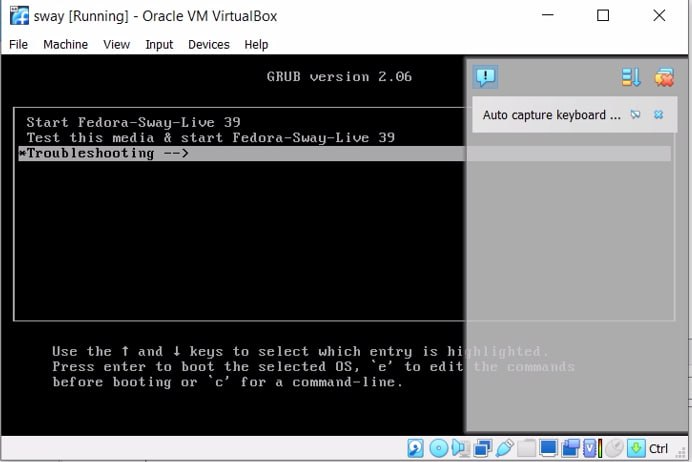 sway [Running] - Oracle VM VirtualBox
File Machine View Input Devices Help
GRUB version 2.06
Auto capture keyboard ...
Start Fedora-Sway-Live 39
Test this media & start Fedora-Sway-Live 39
*Troubleshooting -->
Use the ↑ and ↓ keys to select which entry is highlighted.
Press enter to boot the selected OS, `e' to edit the commands
before booting or `c' for a command-line.
Ctrl